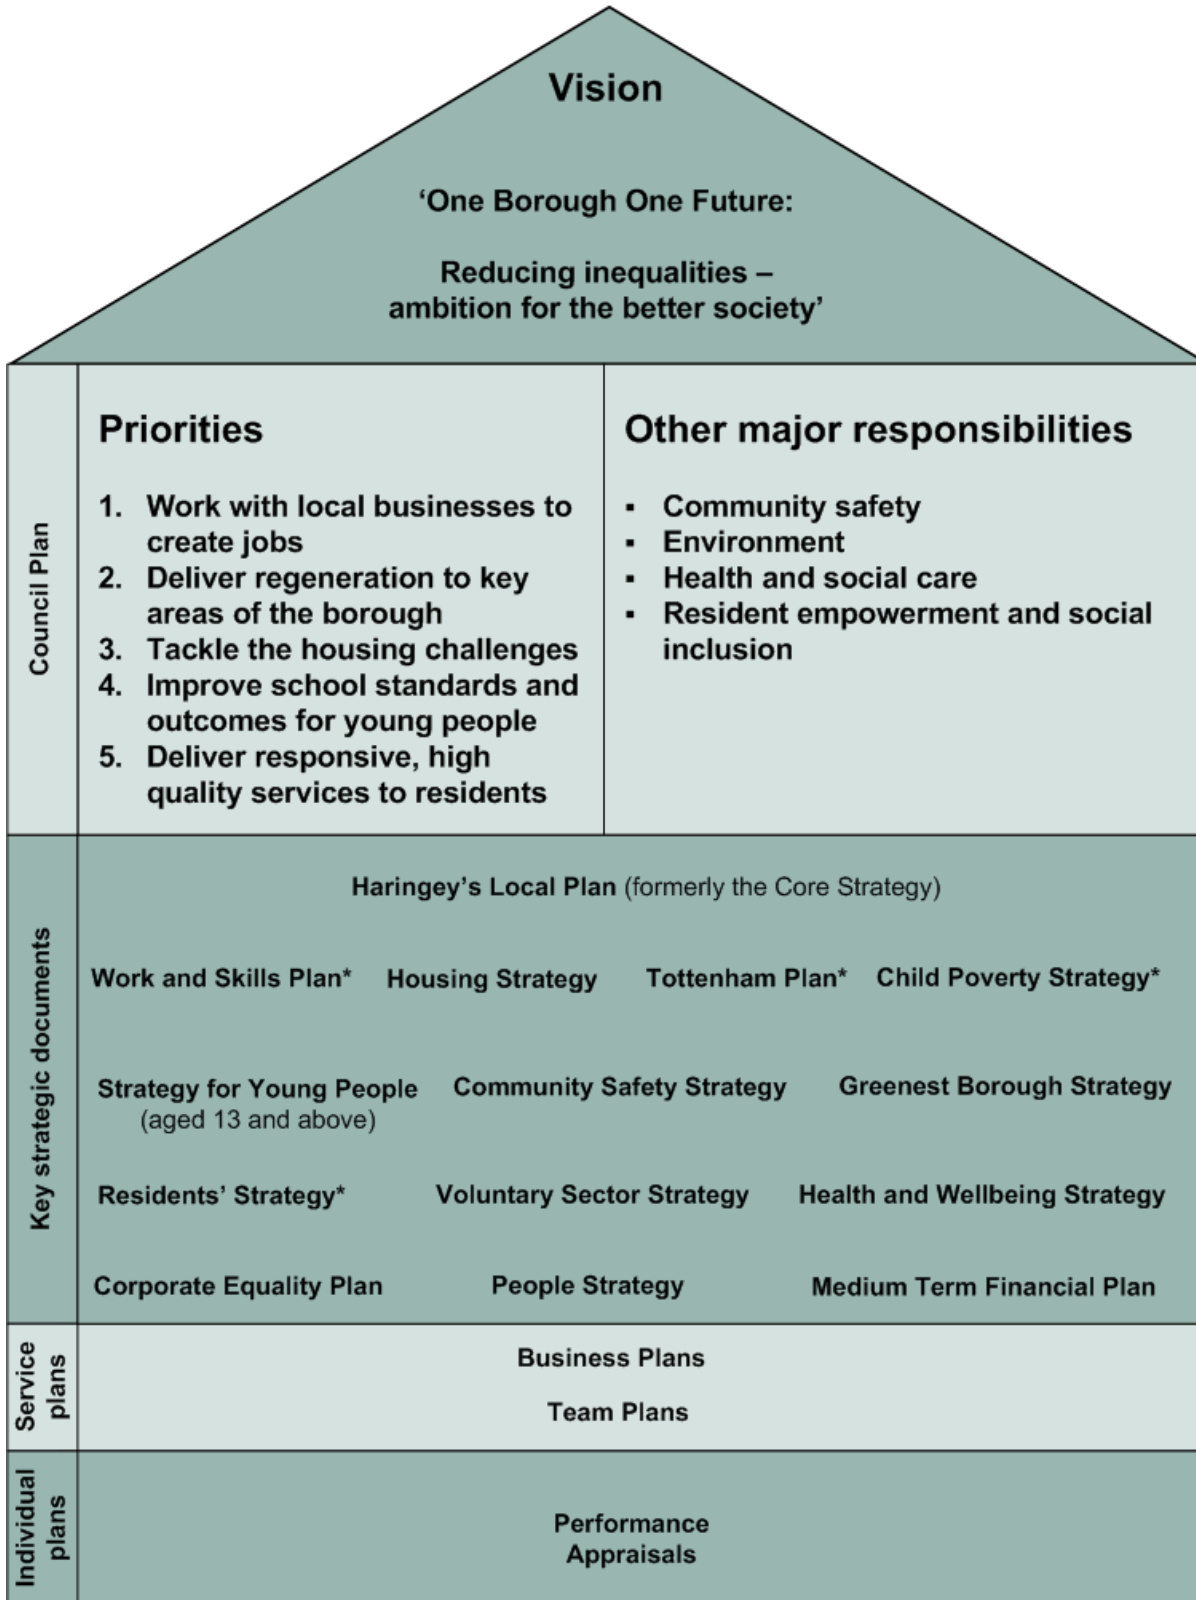 Vision
‘One Borough One Future:
Reducing inequalities –
ambition for the better society’
Council Plan
Priorities
1. Work with local businesses to
create jobs
2. Deliver regeneration to key
areas of the borough
3. Tackle the housing challenges
4. Improve school standards and
outcomes for young people
5. Deliver responsive, high
quality services to residents
Other major responsibilities
▪ Community safety
▪ Environment
▪ Health and social care
▪ Resident empowerment and social
inclusion
Key strategic documents
Haringey’s Local Plan (formerly the Core Strategy)
Work and Skills Plan* Housing Strategy Tottenham Plan* Child Poverty Strategy*
Strategy for Young People Community Safety Strategy Greenest Borough Strategy
(aged 13 and above)
Residents’ Strategy* Voluntary Sector Strategy Health and Wellbeing Strategy
Corporate Equality Plan People Strategy Medium Term Financial Plan
Service
plans
Business Plans
Team Plans
Individual
plans
Performance
Appraisals